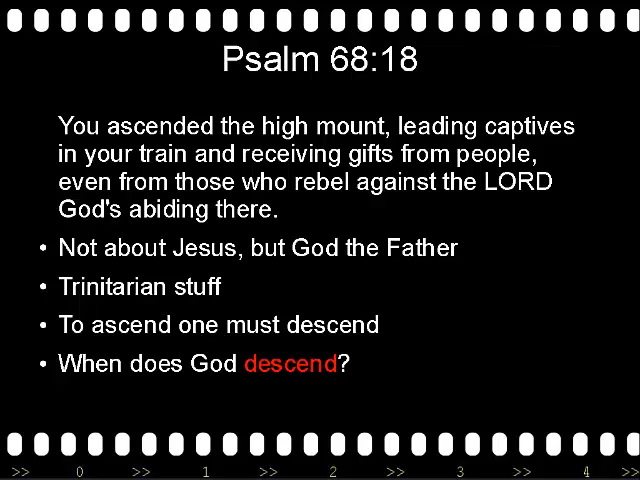 Psalm 68:18
You ascended the high mount, leading captives
in your train and receiving gifts from people,
even from those who rebel against the LORD
God's abiding there.
• Not about Jesus, but God the Father
• Trinitarian stuff
• To ascend one must descend
• When does God descend?
>> 0 >> 1 >> 2 >> 3 >> 4 >>